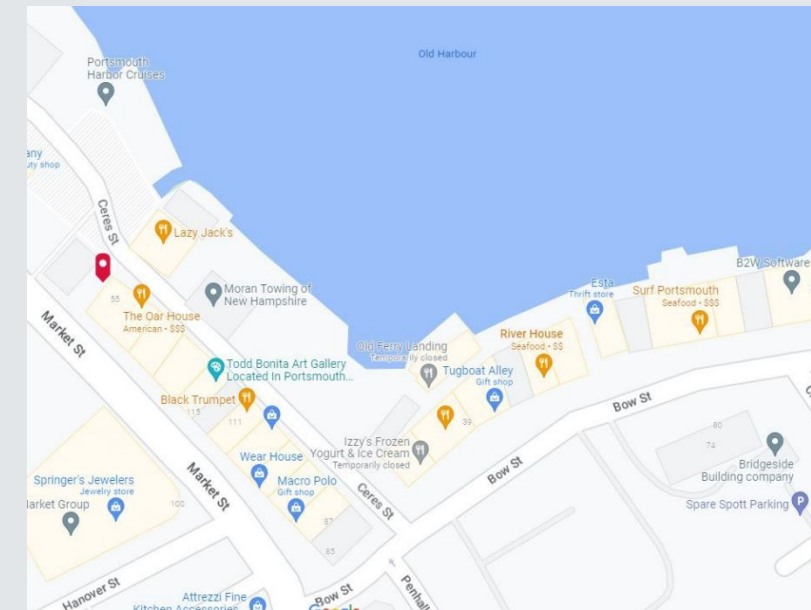 Old Harbour
Portsmouth
Harbor Cruises
any
uty shop
Ceres St
Lazy Jack's
B2W Software
Esta
Thrift store
Surf Portsmouth
Seafood • $$$
Moran Towing of
New Hampshire
55
The Oar House
American • $$$
Market St
River House
Seafood • $$
Old Ferry Landing
Temporarily closed
Todd Bonita Art Gallery
Located In Portsmouth...
Tugboat Alley
Gift shop
Black Trumpet
115
111
39
Bow St
80
74
Izzy's Frozen
Yogurt & Ice Cream
Temporarily closed
Wear House
Bow St
Bridgeside
Building company
Springer's Jewelers
Jewelry store
Market St
Macro Polo
Gift shop
Ceres St
arket Group
100
87
85
Spare Spott Parking
P
Hanover St
Attrezzi Fine
Kitchen Accessories
Bow St
Google
Penhall